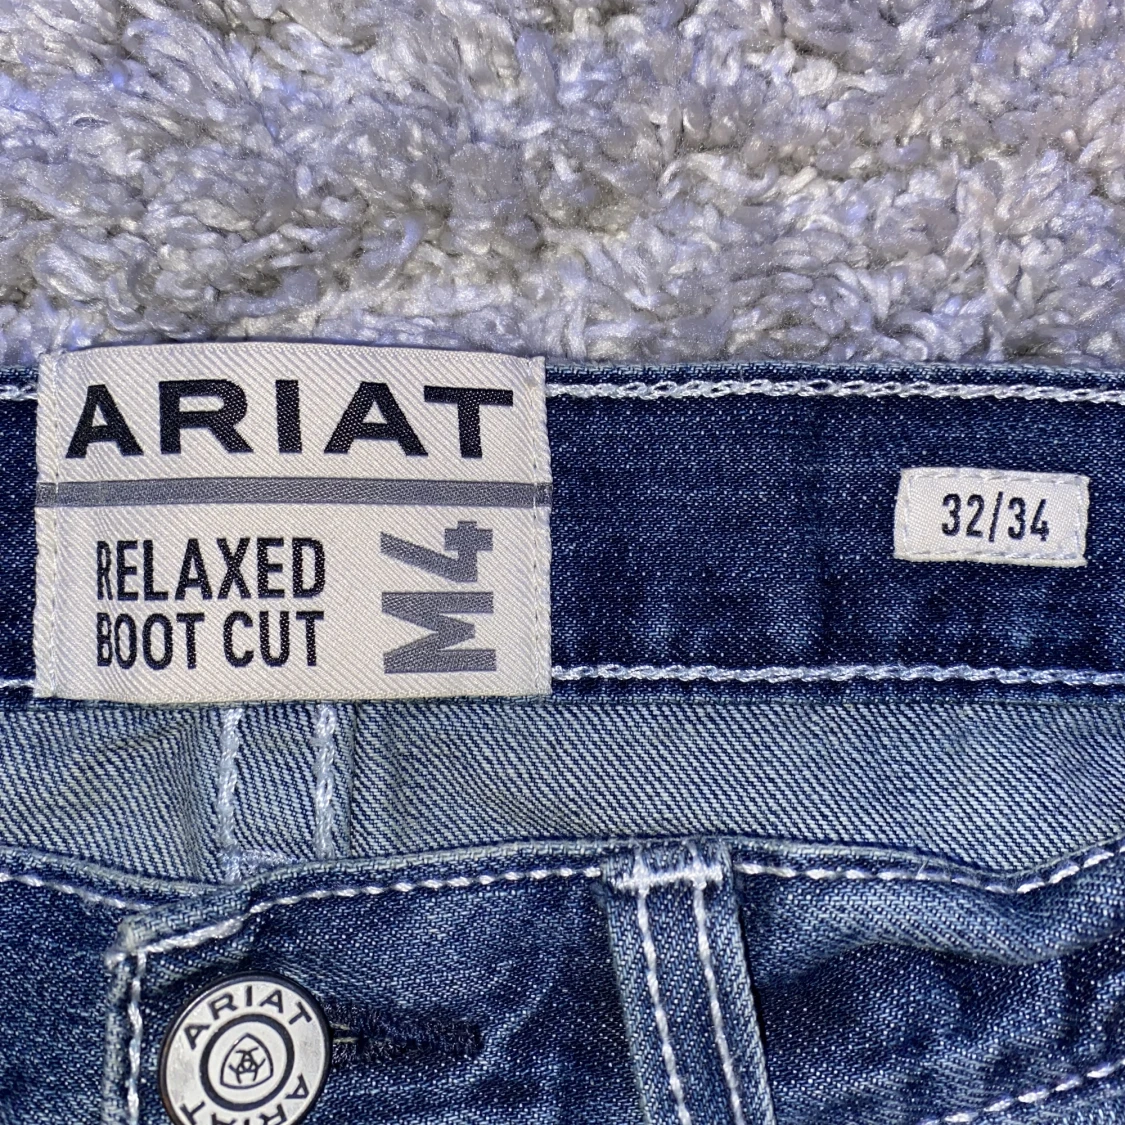 ARIAT
RELAXED
BOOT CUT
M4
32/34
ARIAT
ARIAT